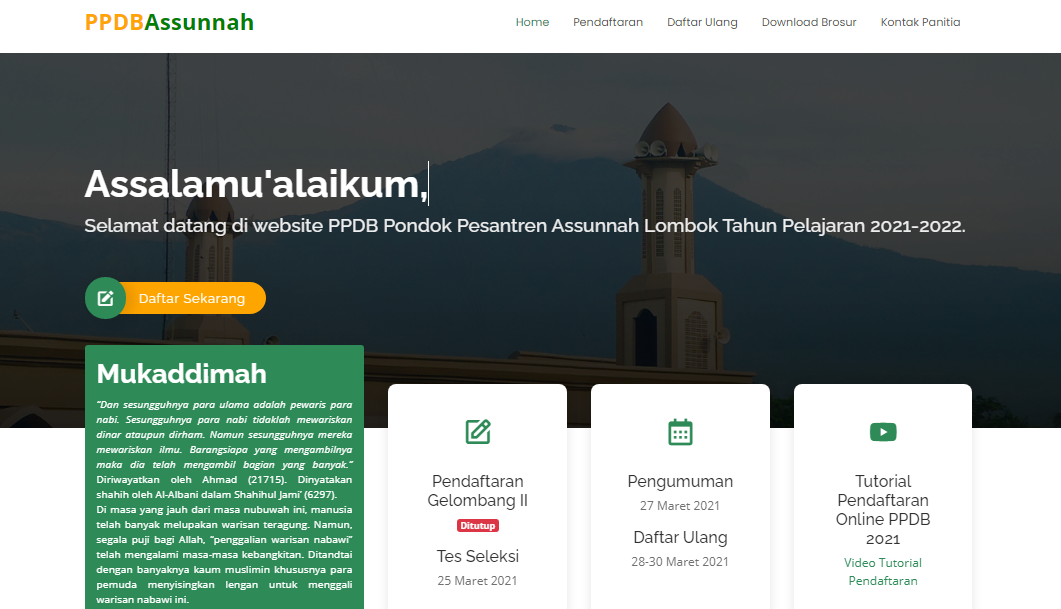 PPDBAssunnah
Home Pendaftaran Daftar Ulang Download Brosur Kontak Panitia
Assalamu'alaikum,
Selamat datang di website PPDB Pondok Pesantren Assunnah Lombok Tahun Pelajaran 2021-2022.
Daftar Sekarang
Mukaddimah
"Dan sesungguhnya para ulama adalah pewaris para
nabi. Sesungguhnya para nabi tidaklah mewariskan
dinar ataupun dirham. Namun sesungguhnya mereka
mewariskan ilmu. Barangsiapa yang mengambilnya
maka dia telah mengambil bagian yang banyak."
Diriwayatkan oleh Ahmad (21715). Dinyatakan
shahih oleh Al-Albani dalam Shahihul Jami' (6297).
Di masa yang jauh dari masa nubuwah ini, manusia
telah banyak melupakan warisan teragung. Namun,
segala puji bagi Allah, "penggalian warisan nabawi"
telah mengalami masa-masa kebangkitan. Ditandtai
dengan banyaknya kaum muslimin khususnya para
pemuda menyisingkan lengan untuk menggali
warisan nabawi ini.
Pendaftaran
Gelombang II
Ditutup
Tes Seleksi
25 Maret 2021
Pengumuman
27 Maret 2021
Daftar Ulang
28-30 Maret 2021
Tutorial
Pendaftaran
Online PPDB
2021
Video Tutorial
Pendaftaran